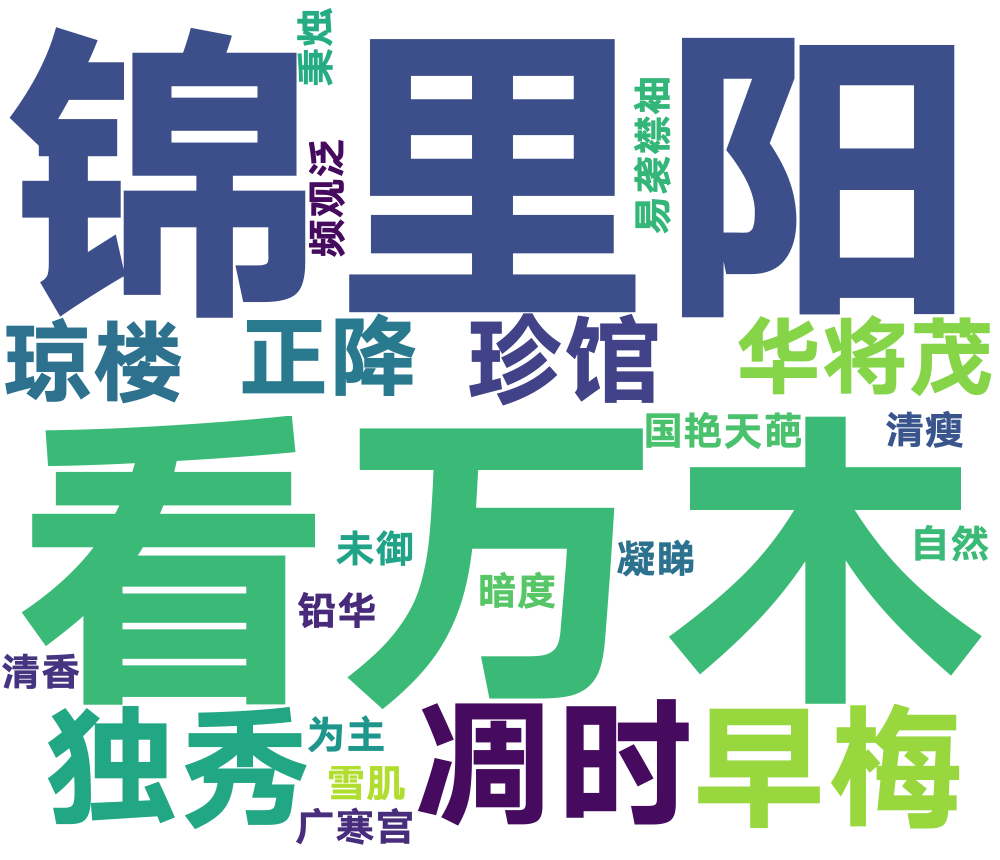 锦里阳
秉烛
频观泛
易袭襟袖
琼楼
正降
珍馆
华将茂
看万木
国艳天葩
清瘦
未御
凝睇
自然
暗度
铅华
清香
独秀
为主
凋时
早梅
雪肌
广寒宫